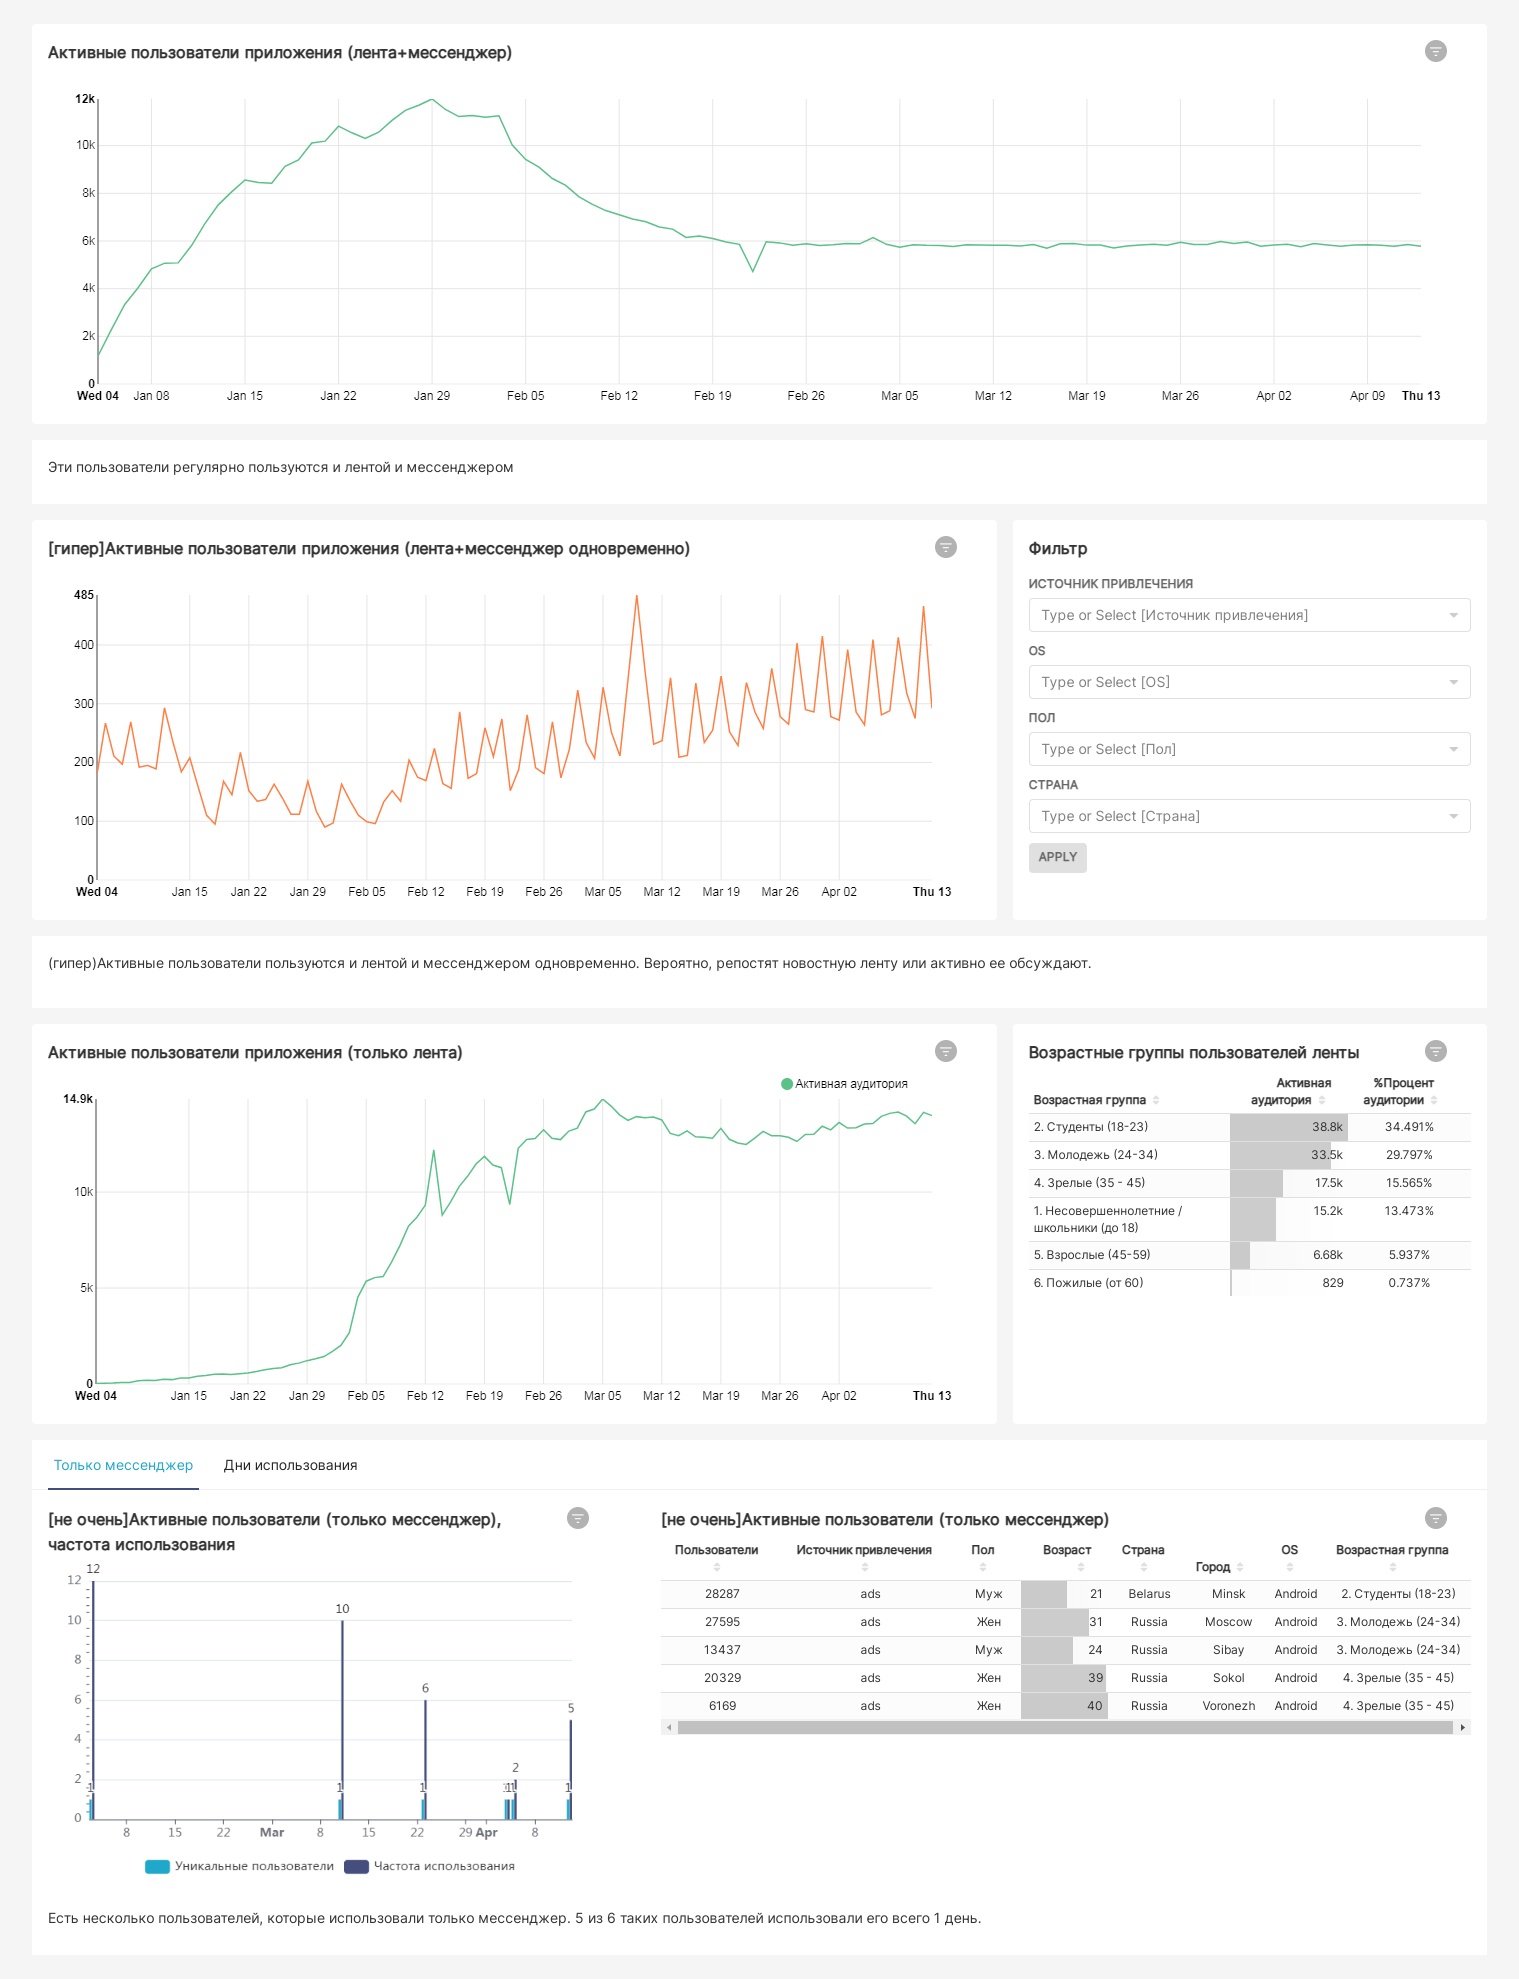 Активные пользователи приложения (лента+мессенджер)
12k
10k
8k
6k
4k
2k
0
Wed 04 Jan 08 Jan 15 Jan 22 Jan 29 Feb 05 Feb 12 Feb 19 Feb 26 Mar 05 Mar 12 Mar 19 Mar 26 Apr 02 Apr 09 Thu 13
Эти пользователи регулярно пользуются и лентой и мессенджером
[гипер]Активные пользователи приложения (лента+мессенджер одновременно)
485
400
300
200
100
0
Wed 04 Jan 15 Jan 22 Jan 29 Feb 05 Feb 12 Feb 19 Feb 26 Mar 05 Mar 12 Mar 19 Mar 26 Apr 02 Thu 13
Фильтр
ИСТОЧНИК ПРИВЛЕЧЕНИЯ
Type or Select [Источник привлечения]
OS
Type or Select [OS]
ПОЛ
Type or Select [Пол]
СТРАНА
Type or Select [Страна]
APPLY
(гипер)Активные пользователи пользуются и лентой и мессенджером одновременно. Вероятно, репостят новостную ленту или активно ее обсуждают.
Активные пользователи приложения (только лента)
Активная аудитория
14.9k
10k
5k
0
Wed 04 Jan 15 Jan 22 Jan 29 Feb 05 Feb 12 Feb 19 Feb 26 Mar 05 Mar 12 Mar 19 Mar 26 Apr 02 Thu 13
Возрастные группы пользователей ленты
Активная %Процент
Возрастная группа аудитория аудитории
2. Студенты (18-23) 38.8k 34.491%
3. Молодежь (24-34) 33.5k 29.797%
4. Зрелые (35 - 45) 17.5k 15.565%
1. Несовершеннолетние / 15.2k 13.473%
школьники (до 18)
5. Взрослые (45-59) 6.68k 5.937%
6. Пожилые (от 60) 829 0.737%
Только мессенджер Дни использования
[не очень]Активные пользователи (только мессенджер),
частота использования
12
12
10
8
6
4
2
0
10
6
5
2
1 1 1 1 1 1
8 15 22 Mar 8 15 22 29 Apr 8
Уникальные пользователи Частота использования
[не очень]Активные пользователи (только мессенджер)
Пользователи Источник привлечения Пол Возраст Страна Город OS Возрастная группа
28287 ads Муж 21 Belarus Minsk Android 2. Студенты (18-23)
27595 ads Жен 31 Russia Moscow Android 3. Молодежь (24-34)
13437 ads Муж 24 Russia Sibay Android 3. Молодежь (24-34)
20329 ads Жен 39 Russia Sokol Android 4. Зрелые (35 - 45)
6169 ads Жен 40 Russia Voronezh Android 4. Зрелые (35 - 45)
Есть несколько пользователей, которые использовали только мессенджер. 5 из 6 таких пользователей использовали его всего 1 день.